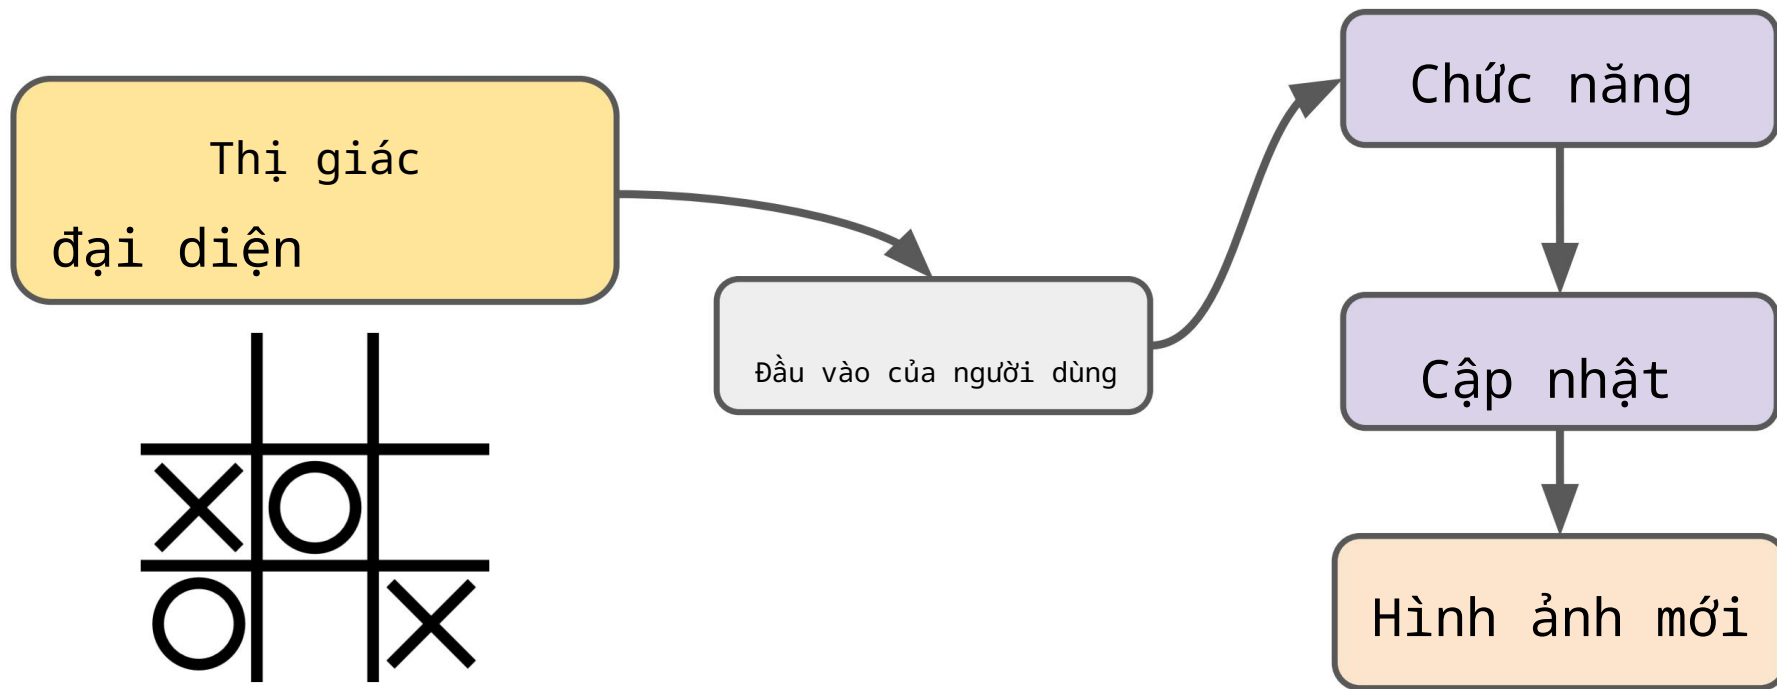 Thị giác
đại diện
Đầu vào của người dùng
Chức năng
Cập nhật
Hình ảnh mới